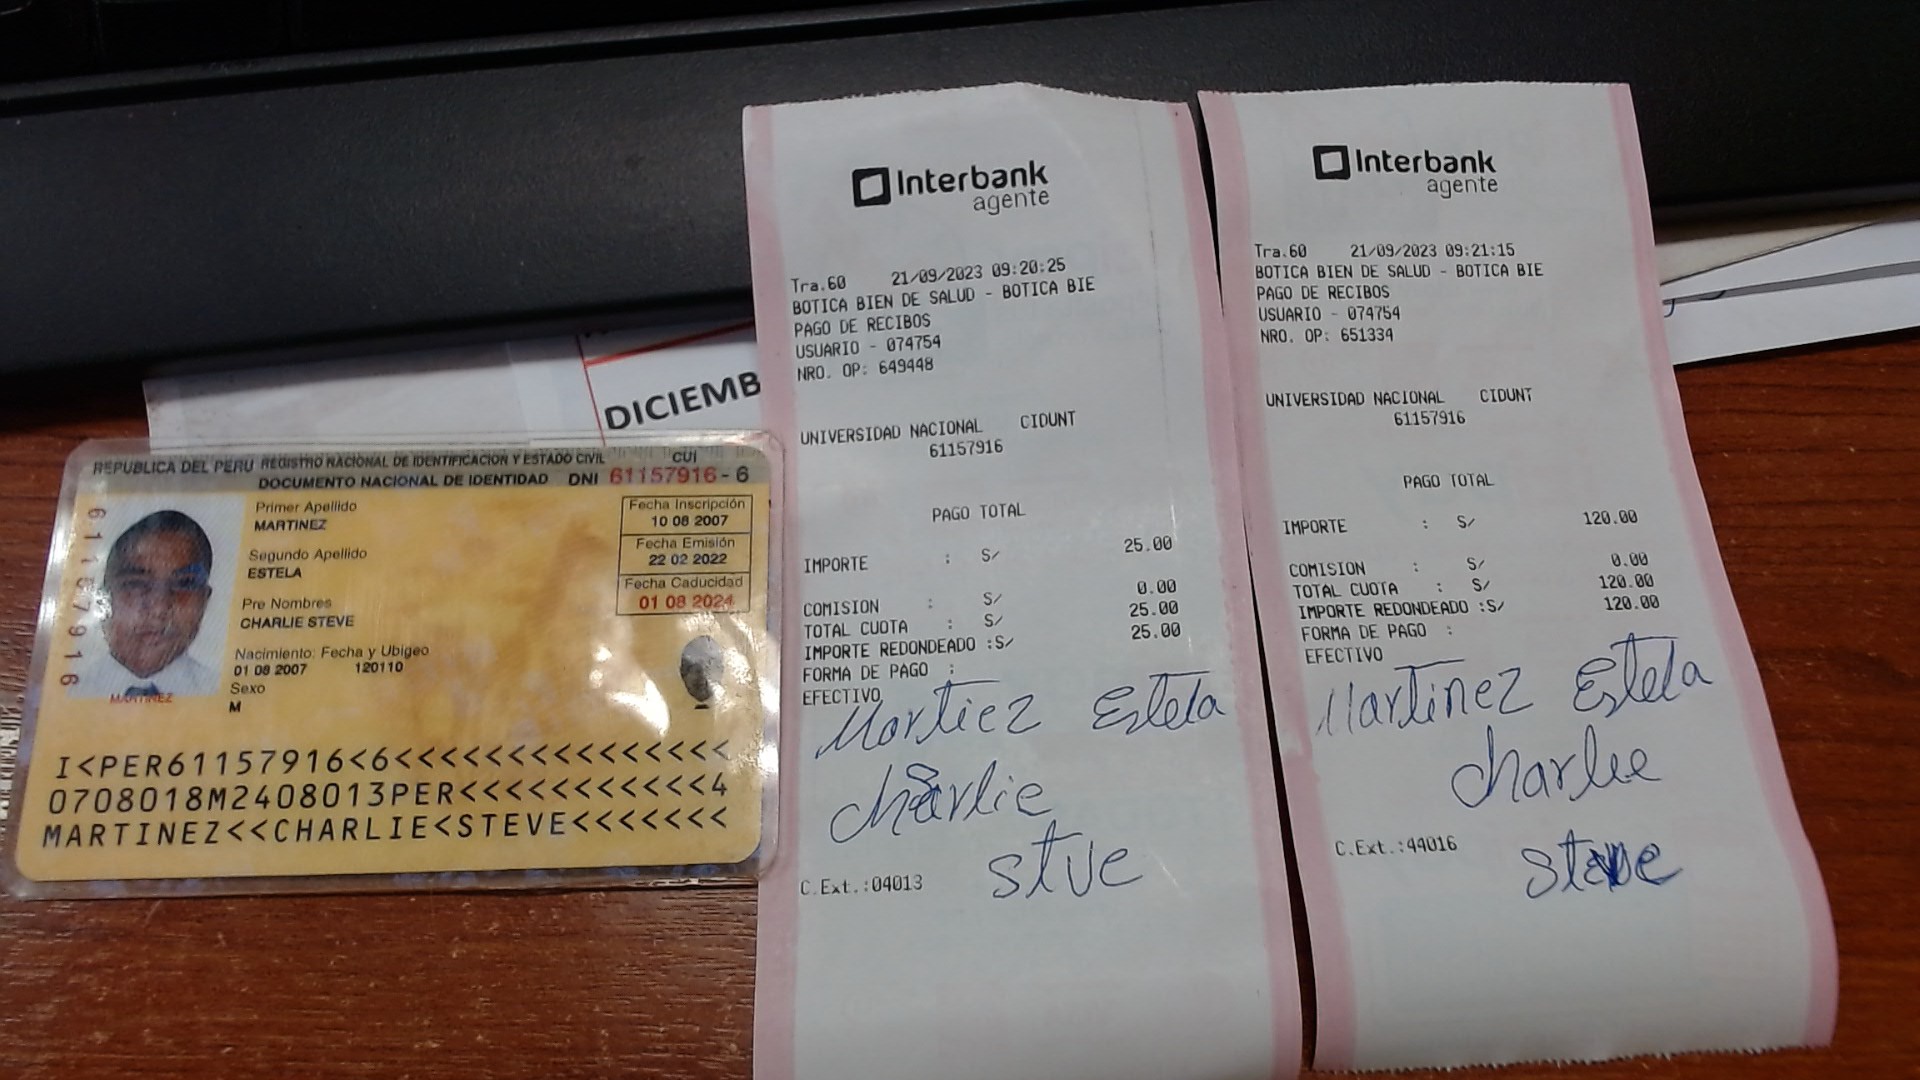 REPUBLICA DEL PERU REGISTRO NACIONAL DE IDENTIFICACION Y ESTADO CIVIL CUI
DOCUMENTO NACIONAL DE IDENTIDAD DNI 61157916 - 6
61157916
Primer Apellido
MARTINEZ
Segundo Apellido
ESTELA
Pre Nombres
CHARLIE STEVE
Nacimiento: Fecha y Ubigeo
01 08 2007 120110
Sexo
M
Fecha Inscripción
10 08 2007
Fecha Emisión
22 02 2022
Fecha Caducidad
01 08 2024
MARTINEZ
I<PER61157916<6<<<<<<<<<<<<<<<
0708018M2408013PER<<<<<<<<<<<4
MARTINEZ<<CHARLIE<STEVE<<<<<<<
DICIEMB
Interbank
agente
Tra.60 21/09/2023 09:20:25
BOTICA BIEN DE SALUD - BOTICA BIE
PAGO DE RECIBOS
USUARIO - 074754
NRO. OP: 649448
UNIVERSIDAD NACIONAL CIDUNT
61157916
PAGO TOTAL
IMPORTE : S/ 25.00
COMISION : S/ 0.00
TOTAL CUOTA : S/ 25.00
IMPORTE REDONDEADO :S/ 25.00
FORMA DE PAGO :
EFECTIVO
Martiez Estela
Charlie
stve
C.Ext.:04013
Interbank
agente
Tra.60 21/09/2023 09:21:15
BOTICA BIEN DE SALUD - BOTICA BIE
PAGO DE RECIBOS
USUARIO - 074754
NRO. OP: 651334
UNIVERSIDAD NACIONAL CIDUNT
61157916
PAGO TOTAL
IMPORTE : S/ 120.00
COMISION : S/ 0.00
TOTAL CUOTA : S/ 120.00
IMPORTE REDONDEADO :S/ 120.00
FORMA DE PAGO :
EFECTIVO
Martinez Estela
charlie
C.Ext.:44016
steve